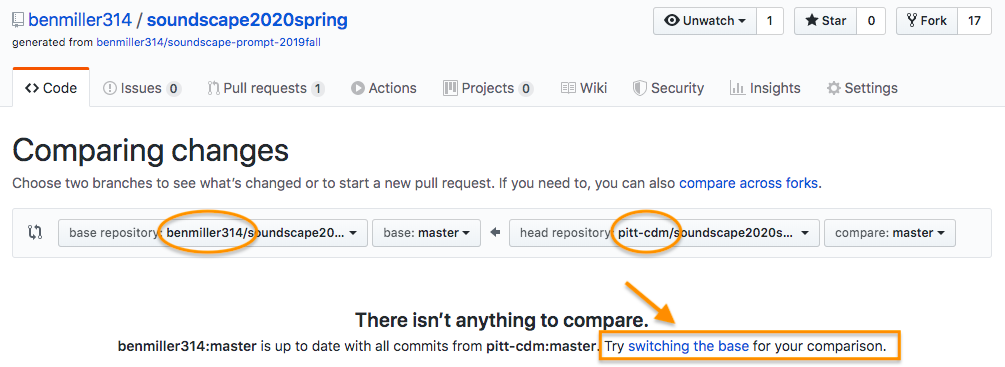 benmiller314 / soundscape2020spring
Unwatch 1 Star 0 Fork 17
generated from benmiller314/soundscape-prompt-2019fall
Code Issues 0 Pull requests 1 Actions Projects 0 Wiki Security Insights Settings
Comparing changes
Choose two branches to see what's changed or to start a new pull request. If you need to, you can also compare across forks.
base repository: benmiller314/soundscape20... base: master head repository: pitt-cdm/soundscape2020s... compare: master
There isn't anything to compare.
benmiller314:master is up to date with all commits from pitt-cdm:master. Try switching the base for your comparison.